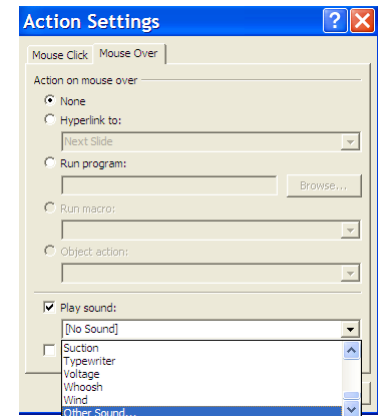 Action Settings
Mouse Click Mouse Over
Action on mouse over
None
Hyperlink to:
Next Slide
Run program:
Browse...
Run macro:
Object action:
Play sound:
[No Sound]
Suction
Typewriter
Voltage
Whoosh
Wind
Other Sound...